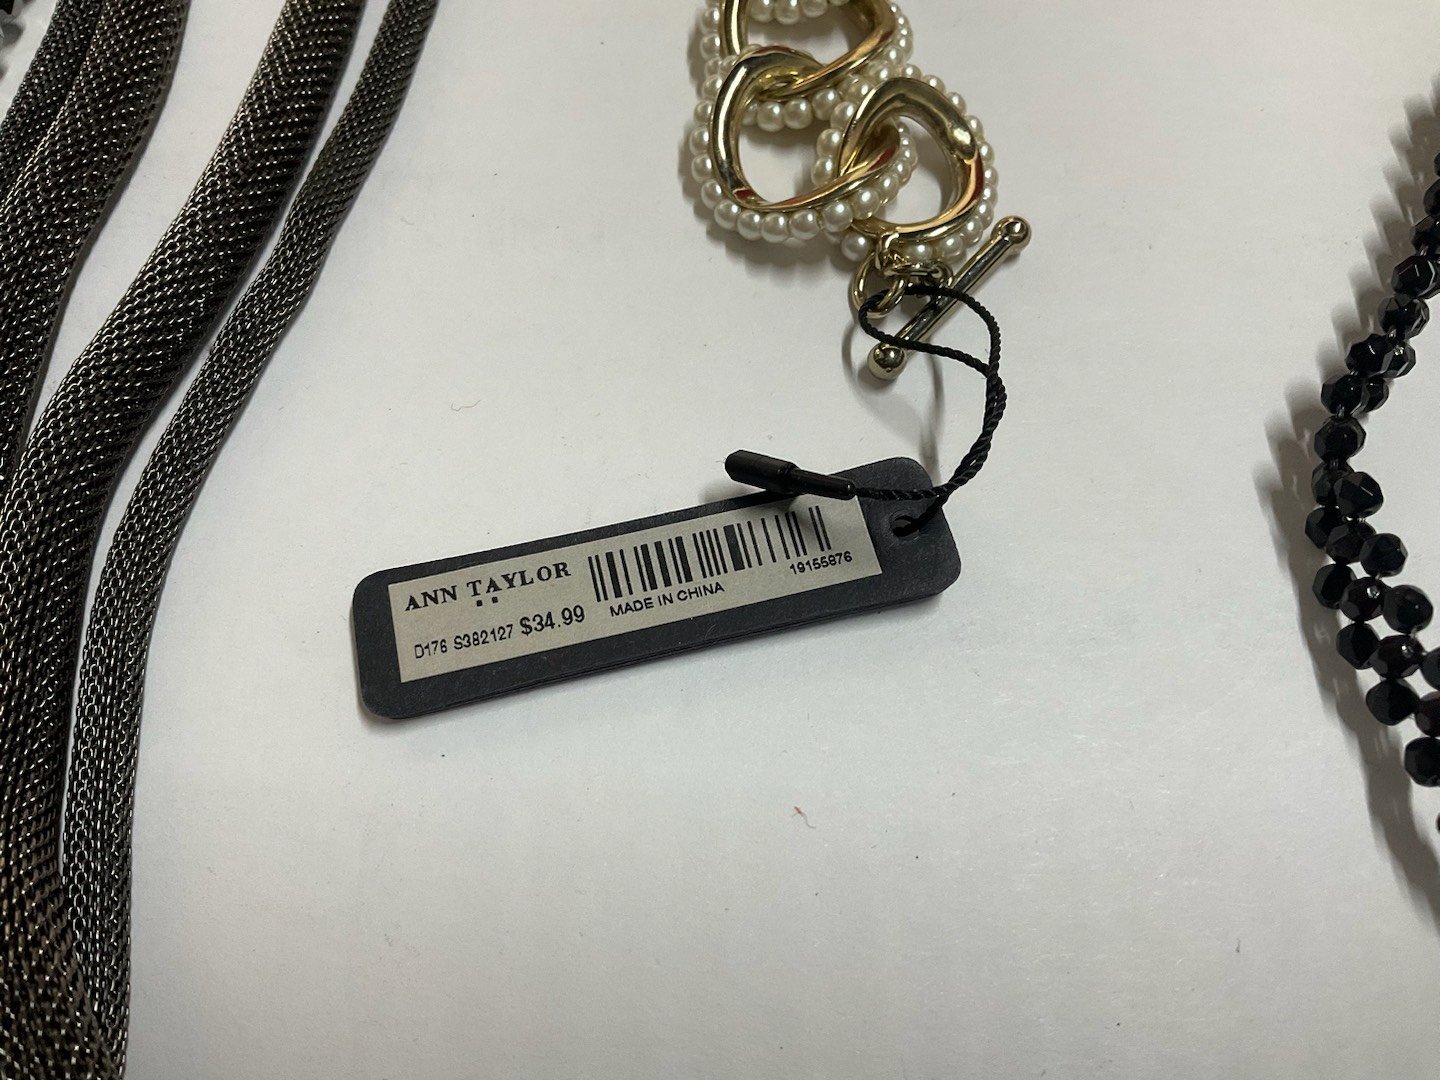 ANN TAYLOR
D176 S382127 $34.99
MADE IN CHINA
19155876